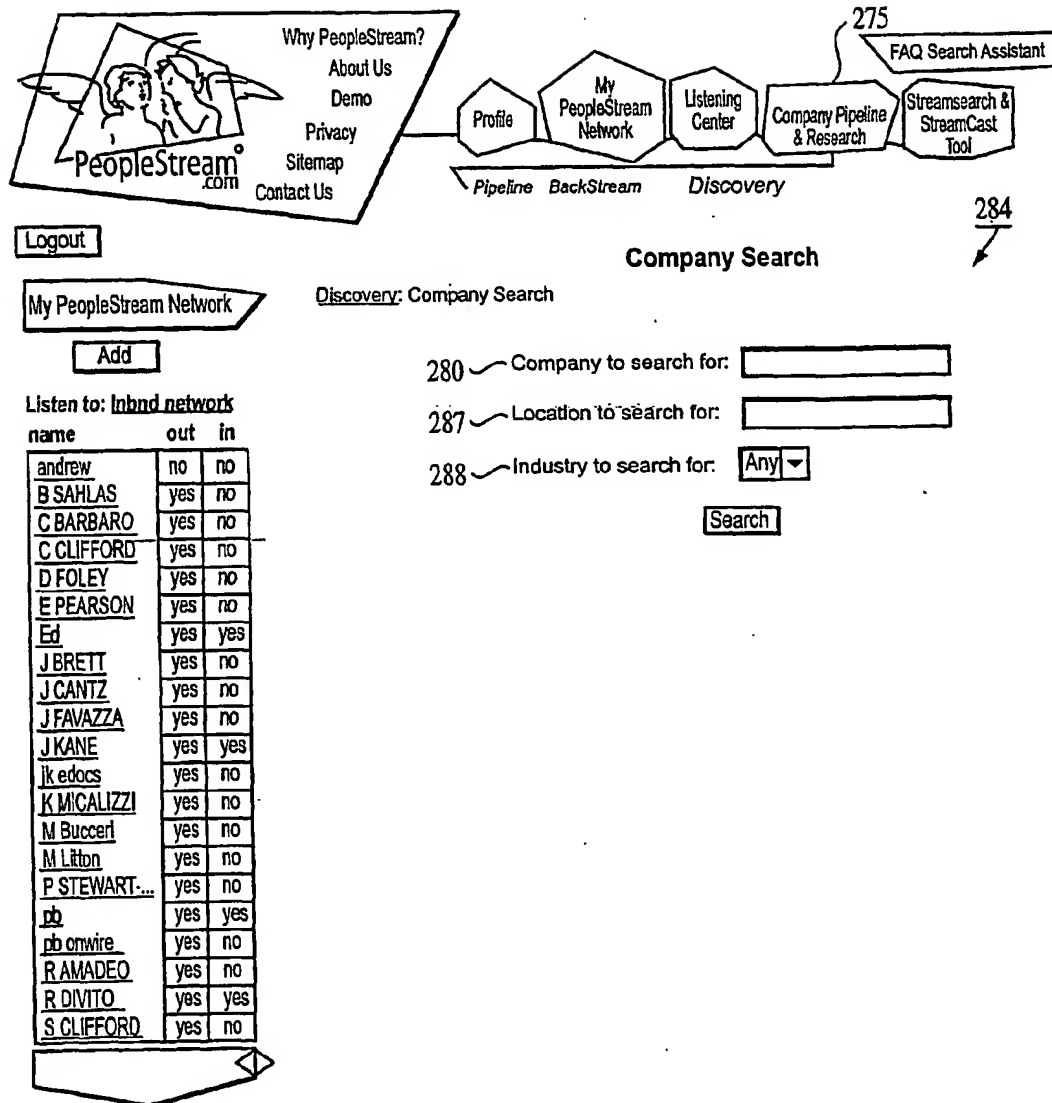 Why PeopleStream?
About Us
Demo
Privacy
Sitemap
Contact Us
PeopleStream
.com
275
FAQ Search Assistant
Profile
My
PeopleStream
Network
Listening
Center
Company Pipeline
& Research
Streamsearch &
StreamCast
Tool
Pipeline BackStream Discovery
284
Logout
Company Search
My PeopleStream Network
Discovery: Company Search
Add
280 Company to search for:
Listen to: Inbnd network
287 Location to search for:
name out in
288 Industry to search for: Any
Search
andrew no no
B SAHLAS yes no
C BARBARO yes no
C CLIFFORD yes no
D FOLEY yes no
E PEARSON yes no
Ed yes yes
J BRETT yes no
J CANTZ yes no
J FAVAZZA yes no
J KANE yes yes
jk edocs yes no
K MICALIZZI yes no
M Buccerl yes no
M Litton yes no
P STEWART-... yes no
pb yes yes
pb onwire yes no
R AMADEO yes no
R DIVITO yes yes
S CLIFFORD yes no